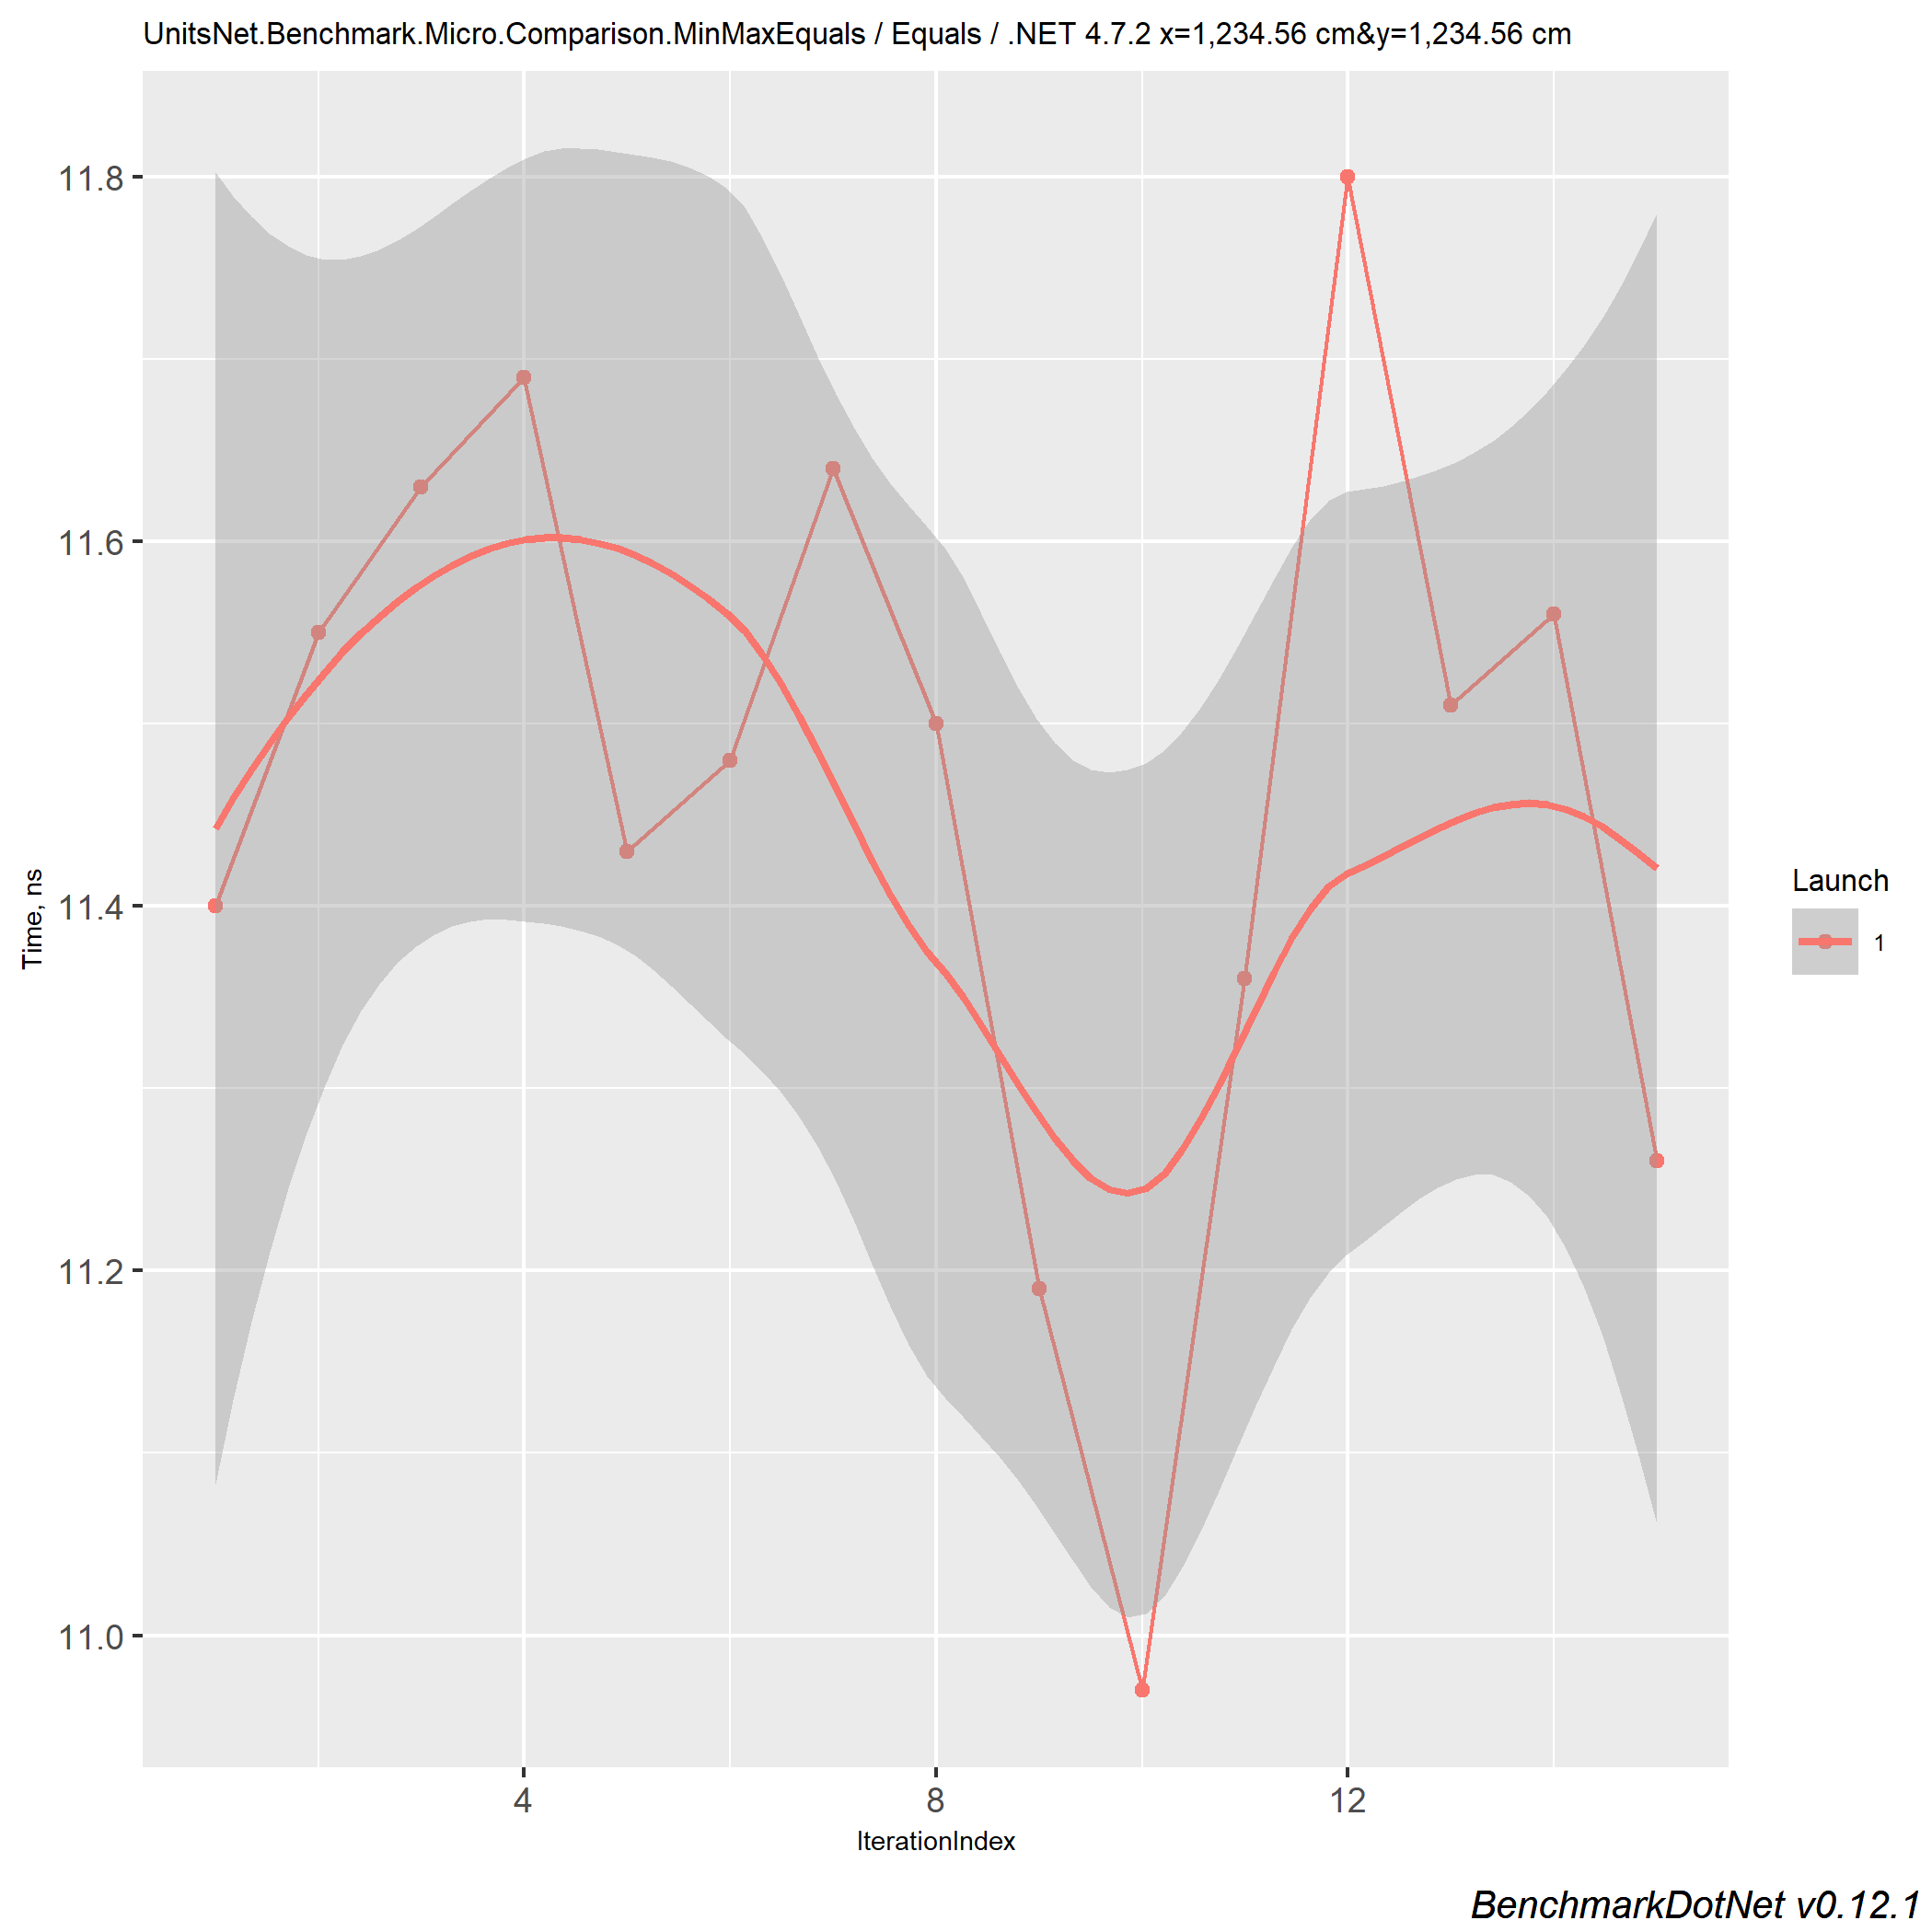 UnitsNet.Benchmark.Micro.Comparison.MinMaxEquals / Equals / .NET 4.7.2 x=1,234.56 cm&y=1,234.56 cm
11.8
11.6
11.4
11.2
11.0
Time, ns
4
8
12
IterationIndex
Launch
1
BenchmarkDotNet v0.12.1